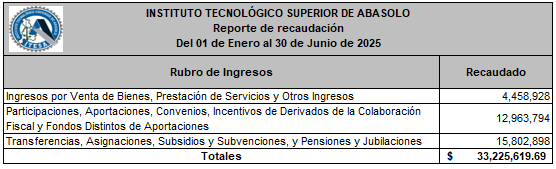 INSTITUTO TECNOLÓGICO SUPERIOR DE ABASOLO
Reporte de recaudación
Del 01 de Enero al 30 de Junio de 2025
Rubro de Ingresos Recaudado
Ingresos por Venta de Bienes, Prestación de Servicios y Otros Ingresos 4,458,928
Participaciones, Aportaciones, Convenios, Incentivos de Derivados de la Colaboración
Fiscal y Fondos Distintos de Aportaciones 12,963,794
Transferencias, Asignaciones, Subsidios y Subvenciones, y Pensiones y Jubilaciones 15,802,898
Totales $ 33,225,619.69